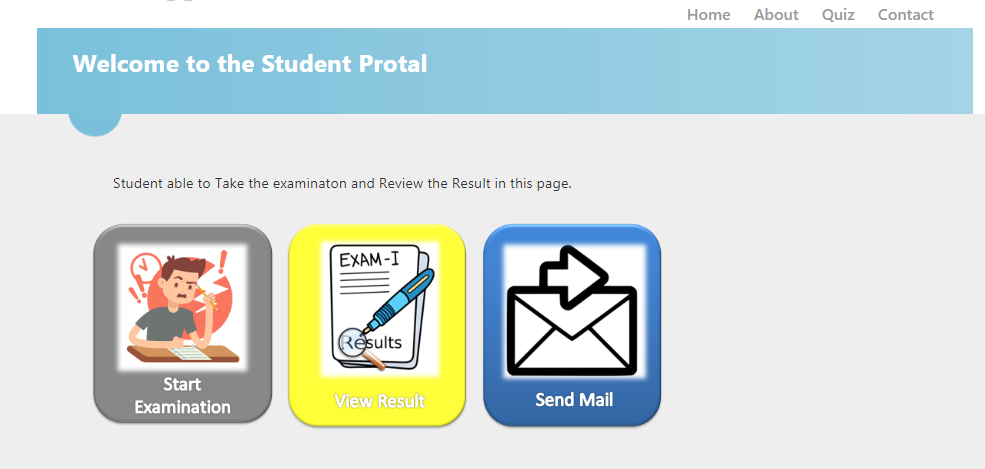 Home About Quiz Contact
Welcome to the Student Protal
Student able to Take the examinaton and Review the Result in this page.
EXAM-I
Results
Start
Examination
View Result
Send Mail